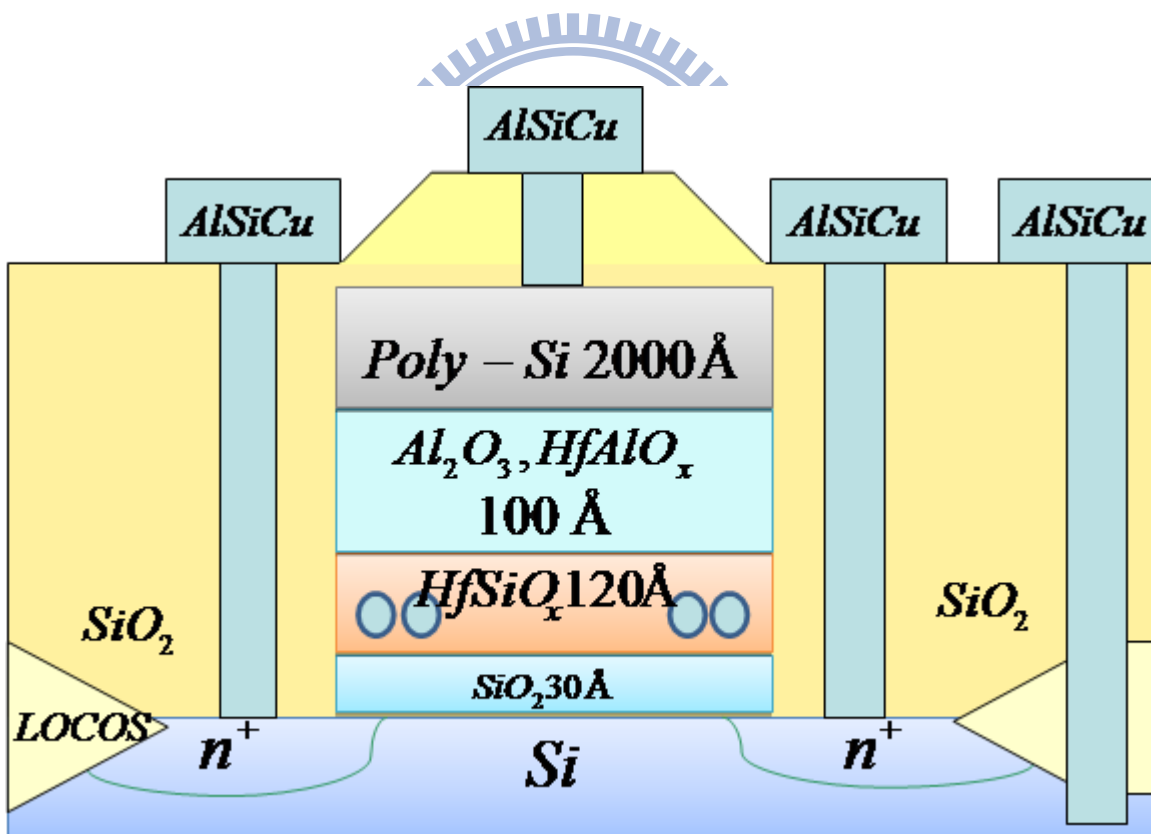 AlSiCu
AlSiCu
AlSiCu
AlSiCu
Poly – Si 2000Å
Al₂O₃, HfAlOₓ
100 Å
HfSiOₓ120Å
SiO₂
SiO₂
SiO₂30Å
LOCOS
n⁺
Si
n⁺